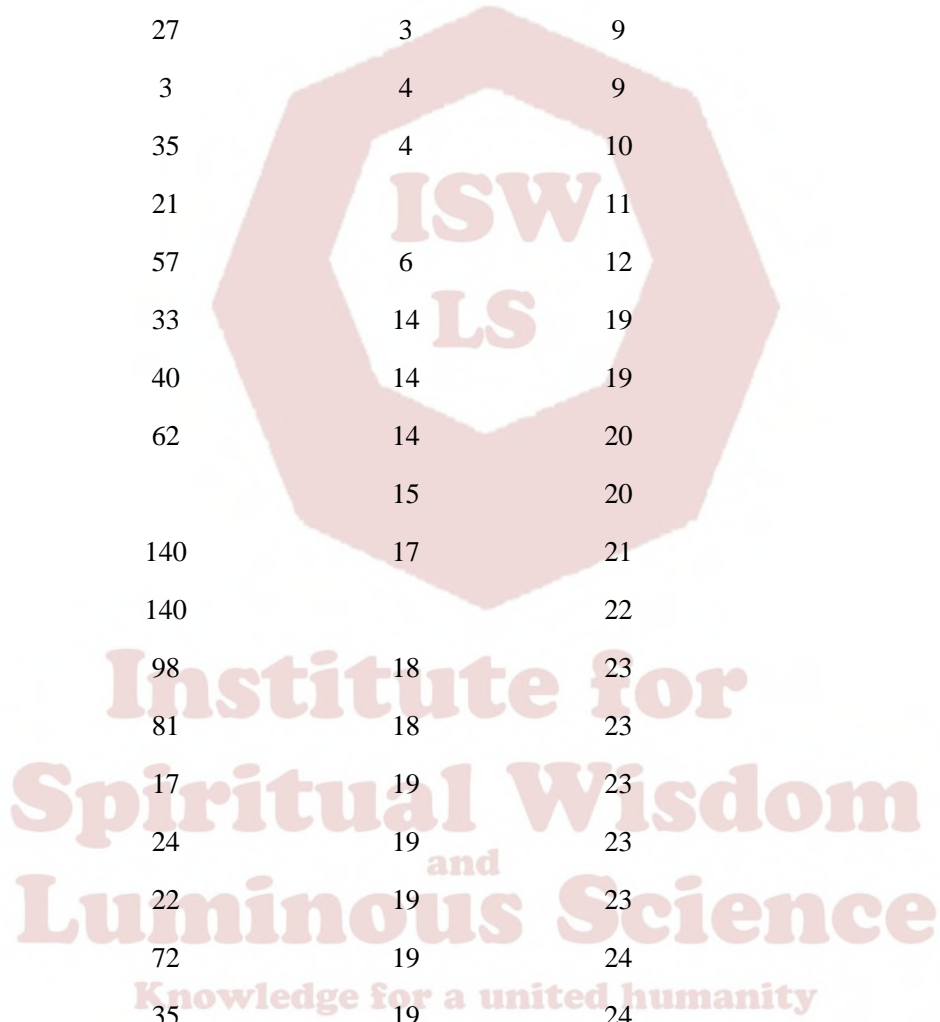 27 3 9
3 4 9
35 4 10
21 11
57 6 12
33 14 19
40 14 19
62 14 20
15 20
140 17 21
140 22
98 18 23
81 18 23
17 19 23
24 19 23
22 19 23
72 19 24
35 19 24
ISW
LS
Institute for
Spiritual Wisdom
and
Luminous Science
Knowledge for a united humanity